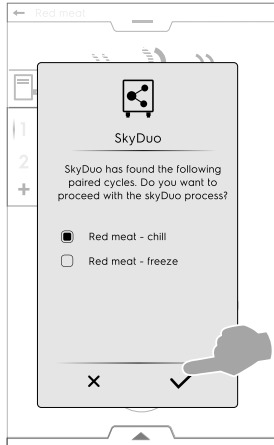 Red meat
1
2
+
SkyDuo
SkyDuo has found the following
paired cycles. Do you want to
proceed with the skyDuo process?
Red meat - chill
Red meat - freeze